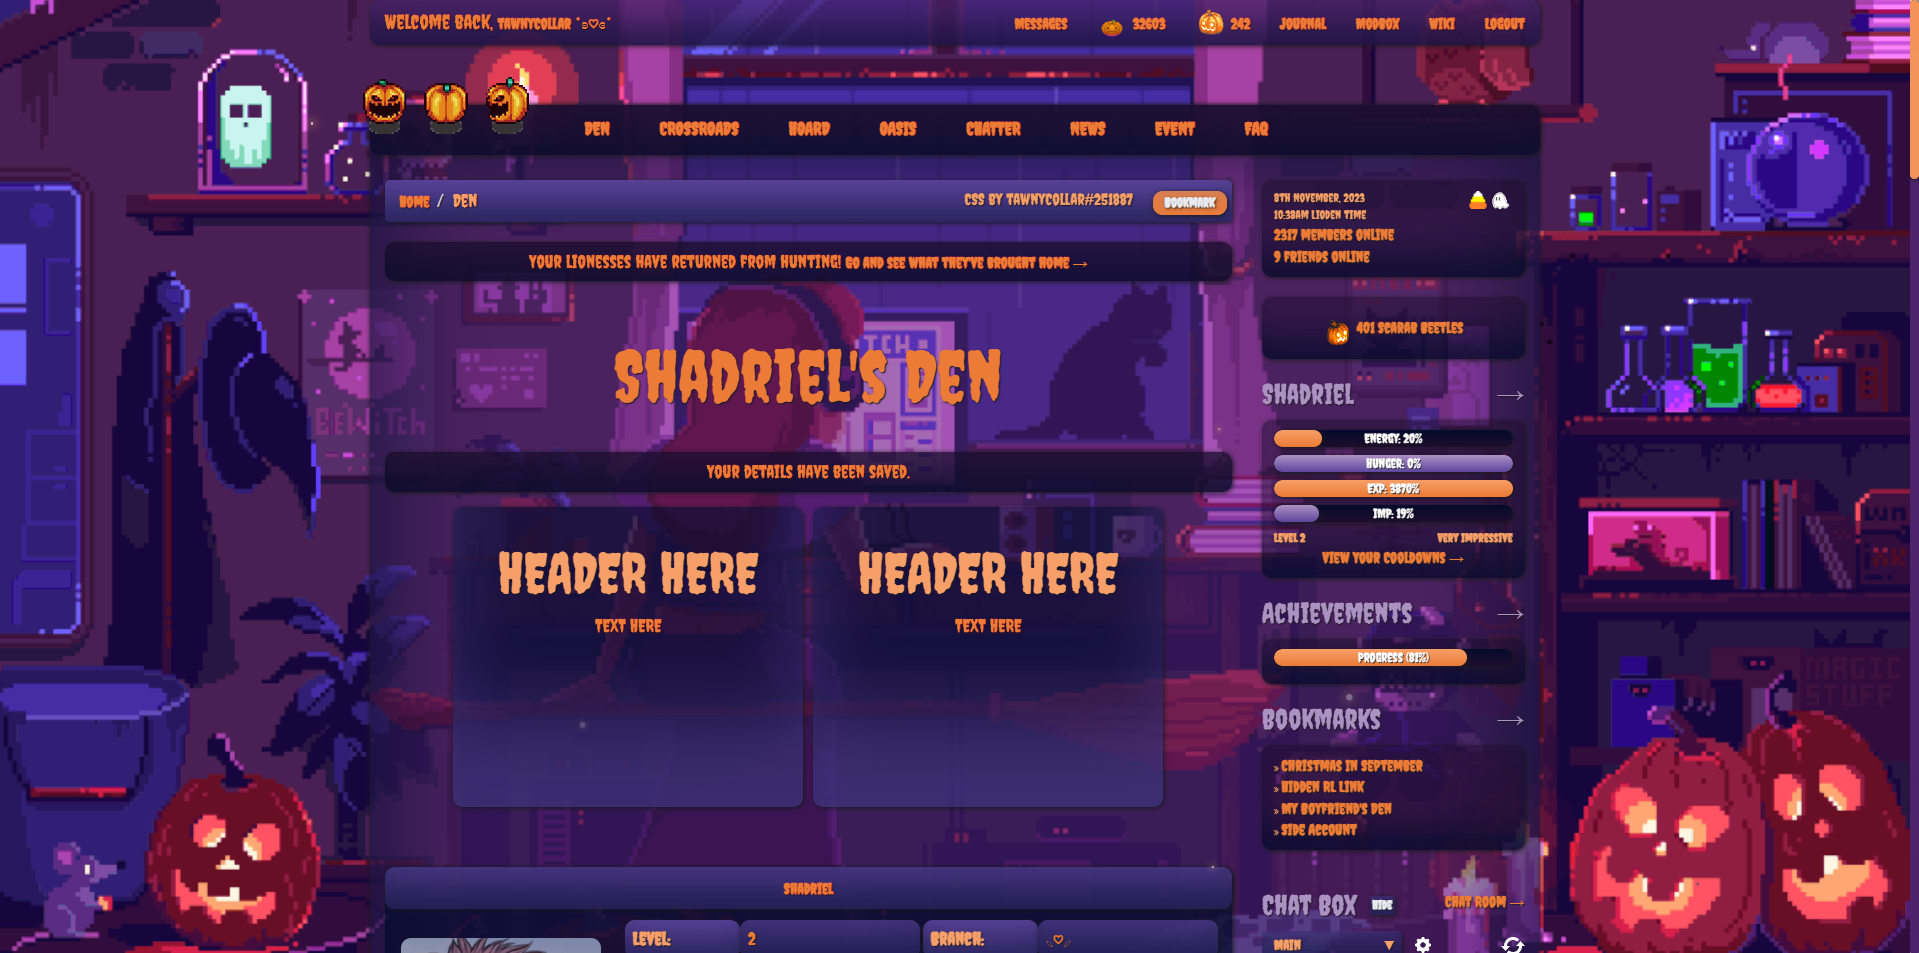 WELCOME BACK, TAWNYCOLLAR ˚ʚ♡ɞ˚
MESSAGES 32603 242 JOURNAL MODBOX WIKI LOGOUT
DEN CROSSROADS HOARD OASIS CHATTER NEWS EVENT FAQ
HOME / DEN
CSS BY TAWNYCOLLAR#251887 BOOKMARK
YOUR LIONESSES HAVE RETURNED FROM HUNTING! GO AND SEE WHAT THEY'VE BROUGHT HOME →
SHADRIEL'S DEN
BEWitch
YOUR DETAILS HAVE BEEN SAVED.
HEADER HERE
TEXT HERE
HEADER HERE
TEXT HERE
SHADRIEL
LEVEL: 2 BRANCH:
8TH NOVEMBER, 2023
10:38AM LIODEN TIME
2317 MEMBERS ONLINE
9 FRIENDS ONLINE
401 SCARAB BEETLES
SHADRIEL →
ENERGY: 20%
HUNGER: 0%
EXP: 3870%
IMP: 19%
LEVEL 2 VERY IMPRESSIVE
VIEW YOUR COOLDOWNS →
ACHIEVEMENTS →
PROGRESS (81%)
BOOKMARKS →
» CHRISTMAS IN SEPTEMBER
» HIDDEN RL LINK
» MY BOYFRIEND'S DEN
» SIDE ACCOUNT
CHAT BOX HIDE CHAT ROOM →
MAIN
MAGIC
STUFF